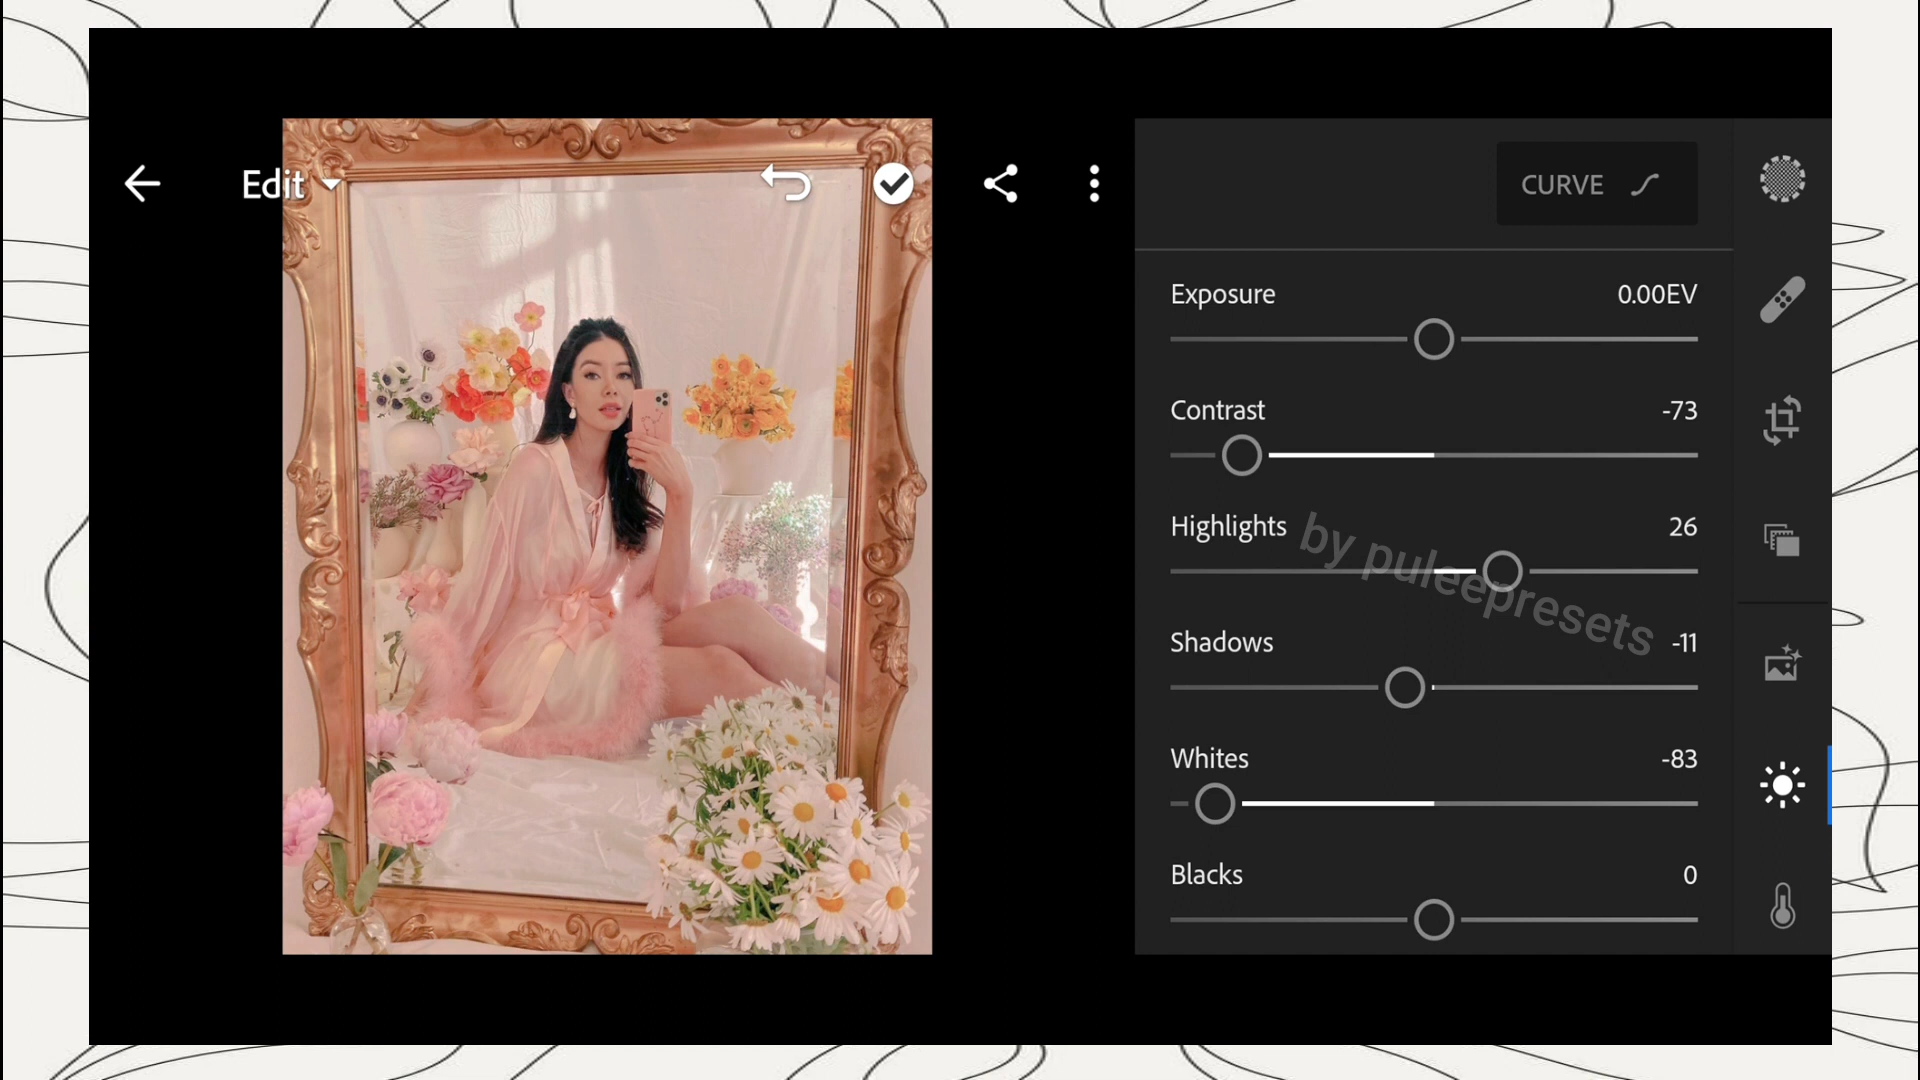 Edit
CURVE
Exposure 0.00EV
Contrast -73
Highlights 26
by puleepresets
Shadows -11
Whites -83
Blacks 0